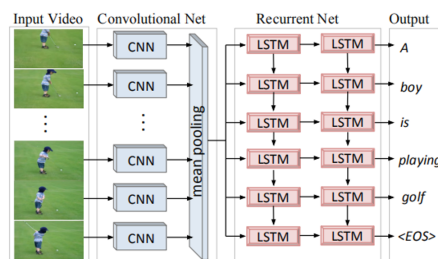 Input Video Convolutional Net Recurrent Net Output
CNN LSTM LSTM A
CNN LSTM LSTM boy
LSTM LSTM is
CNN LSTM LSTM playing
CNN LSTM LSTM golf
CNN LSTM LSTM <EOS>
mean pooling